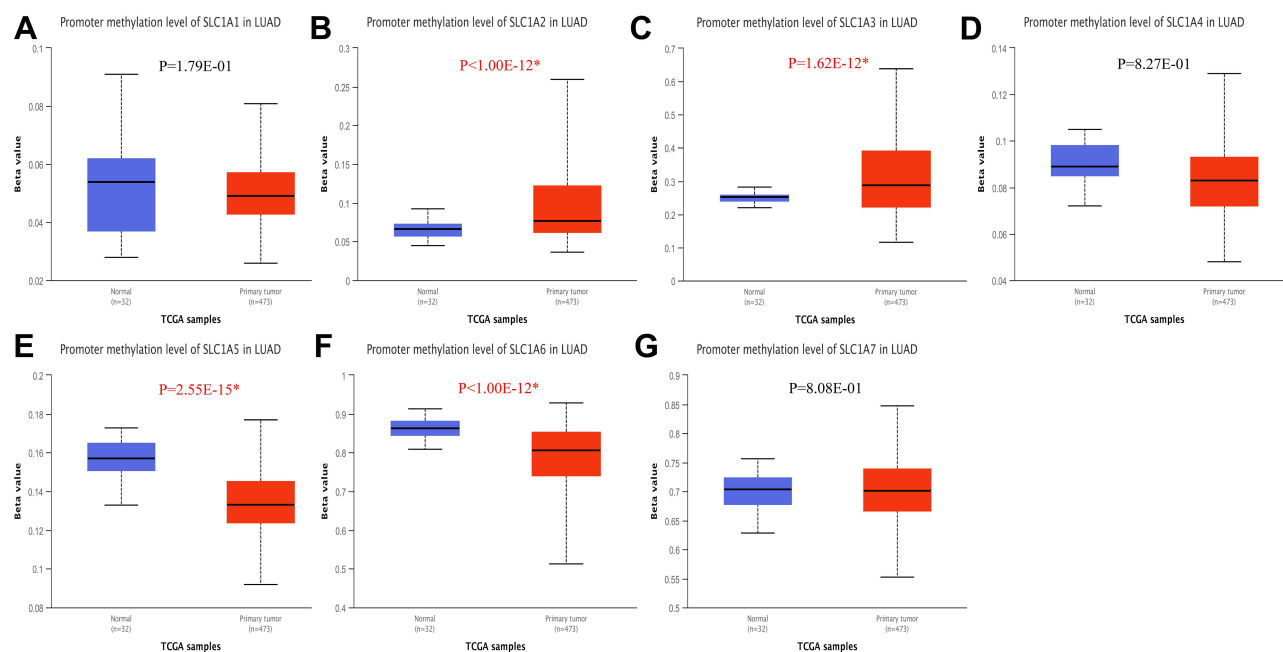 A
Promoter methylation level of SLC1A1 in LUAD
P=1.79E-01
Beta value
0.1
0.08
0.06
0.04
0.02
Normal
(n=32)
Primary tumor
(n=473)
TCGA samples
B
Promoter methylation level of SLC1A2 in LUAD
P<1.00E-12*
Beta value
0.3
0.25
0.2
0.15
0.1
0.05
0
Normal
(n=32)
Primary tumor
(n=473)
TCGA samples
C
Promoter methylation level of SLC1A3 in LUAD
P=1.62E-12*
Beta value
0.7
0.6
0.5
0.4
0.3
0.2
0.1
0
Normal
(n=32)
Primary tumor
(n=473)
TCGA samples
D
Promoter methylation level of SLC1A4 in LUAD
P=8.27E-01
Beta value
0.14
0.12
0.1
0.08
0.06
0.04
Normal
(n=32)
Primary tumor
(n=473)
TCGA samples
E
Promoter methylation level of SLC1A5 in LUAD
P=2.55E-15*
Beta value
0.2
0.18
0.16
0.14
0.12
0.1
0.08
Normal
(n=32)
Primary tumor
(n=473)
TCGA samples
F
Promoter methylation level of SLC1A6 in LUAD
P<1.00E-12*
Beta value
1
0.9
0.8
0.7
0.6
0.5
0.4
Normal
(n=32)
Primary tumor
(n=473)
TCGA samples
G
Promoter methylation level of SLC1A7 in LUAD
P=8.08E-01
Beta value
0.9
0.85
0.8
0.75
0.7
0.65
0.6
0.55
0.5
Normal
(n=32)
Primary tumor
(n=473)
TCGA samples